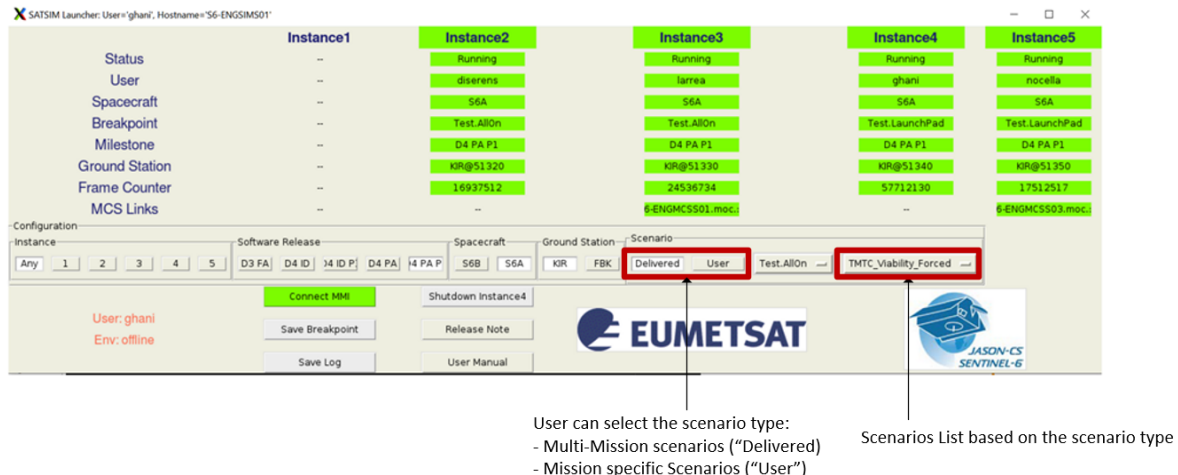 SATSIM Launcher: User='ghani', Hostname='S6-ENGSIMS01'
Instance1 Instance2 Instance3 Instance4 Instance5
Status -- Running Running Running Running
User -- diserens larrea ghani nocella
Spacecraft -- S6A S6A S6A S6A
Breakpoint -- Test.AllOn Test.AllOn Test.LaunchPad Test.LaunchPad
Milestone -- D4 PA P1 D4 PA P1 D4 PA P1 D4 PA P1
Ground Station -- KIR@51320 KIR@51330 KIR@51340 KIR@51350
Frame Counter -- 16937512 24536734 57712130 17512517
MCS Links -- -- 6-ENGMCSS01.moc.: -- 6-ENGMCSS03.moc.:
Configuration
Instance Software Release Spacecraft Ground Station Scenario
Any 1 2 3 4 5 D3 FA D4 ID )4 ID P: D4 PA )4 PA P S6B S6A KIR FBK Delivered User Test.AllOn TMTC_Viability_Forced
Connect MMI Shutdown Instance4
User: ghani
Env: offline
Save Breakpoint Release Note
Save Log User Manual
EUMETSAT
JASON-CS
SENTINEL-6
User can select the scenario type:
- Multi-Mission scenarios (“Delivered)
- Mission specific Scenarios (“User”)
Scenarios List based on the scenario type